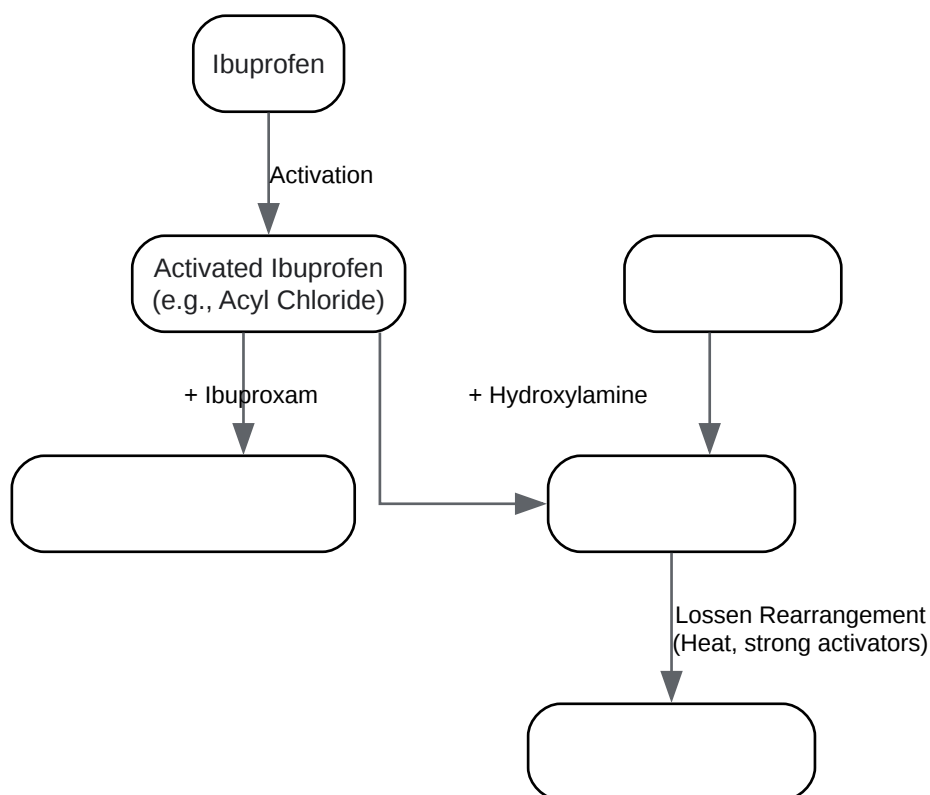 Ibuprofen
Activation
Activated Ibuprofen
(e.g., Acyl Chloride)
+ Ibuproxam
+ Hydroxylamine
Lossen Rearrangement
(Heat, strong activators)